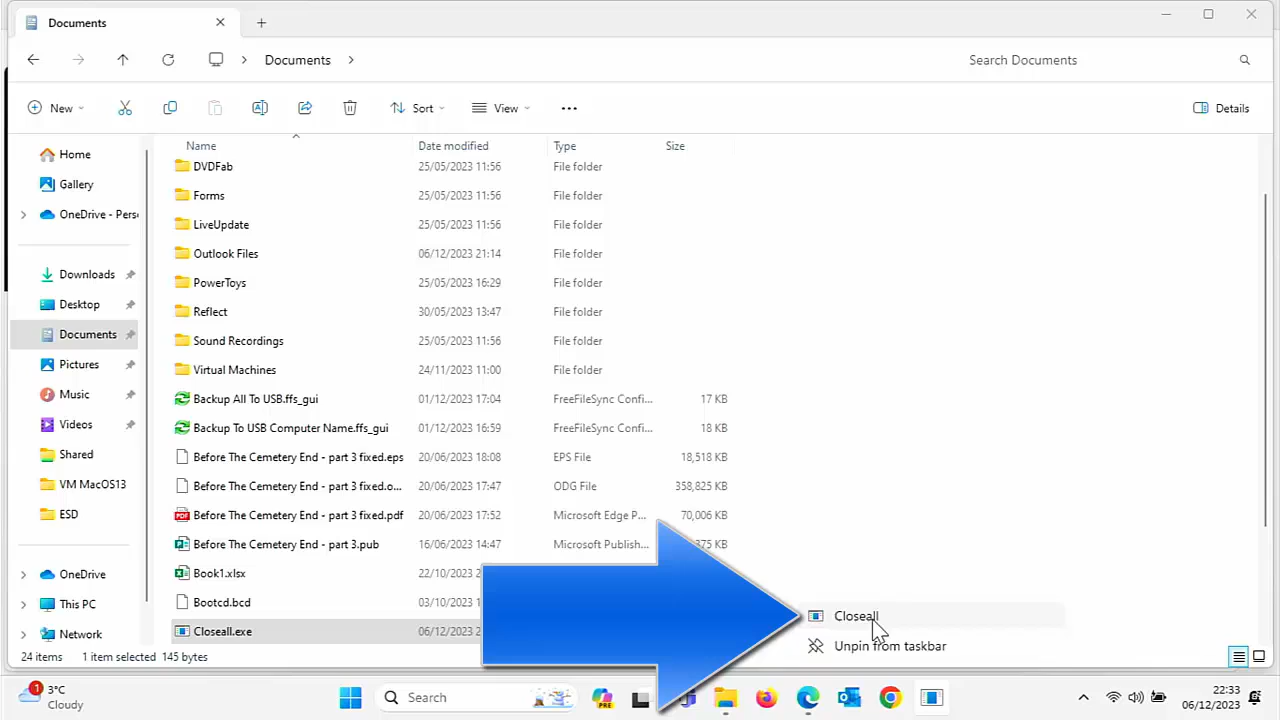 Documents
Documents
Search Documents
New
Sort
View
Details
Home
Gallery
OneDrive - Pers
Downloads
Desktop
Documents
Pictures
Music
Videos
Shared
VM MacOS13
ESD
OneDrive
This PC
Network
Name Date modified Type Size
DVDFab 25/05/2023 11:56 File folder
Forms 25/05/2023 11:56 File folder
LiveUpdate 25/05/2023 11:56 File folder
Outlook Files 06/12/2023 21:14 File folder
PowerToys 25/05/2023 16:29 File folder
Reflect 30/05/2023 13:47 File folder
Sound Recordings 25/05/2023 11:56 File folder
Virtual Machines 24/11/2023 11:00 File folder
Backup All To USB.ffs_gui 01/12/2023 17:04 FreeFileSync Confi... 17 KB
Backup To USB Computer Name.ffs_gui 01/12/2023 16:59 FreeFileSync Confi... 18 KB
Before The Cemetery End - part 3 fixed.eps 20/06/2023 18:08 EPS File 18,518 KB
Before The Cemetery End - part 3 fixed.o... 20/06/2023 17:47 ODG File 358,825 KB
Before The Cemetery End - part 3 fixed.pdf 20/06/2023 17:52 Microsoft Edge P... 70,006 KB
Before The Cemetery End - part 3.pub 16/06/2023 14:47 Microsoft Publish... 375 KB
Book1.xlsx 22/10/2023
Bootcd.bcd 03/10/2023
Closeall.exe 06/12/2023
Closeall
Unpin from taskbar
24 items 1 item selected 145 bytes
1
3°C
Cloudy
Search
PRE
22:33
06/12/2023